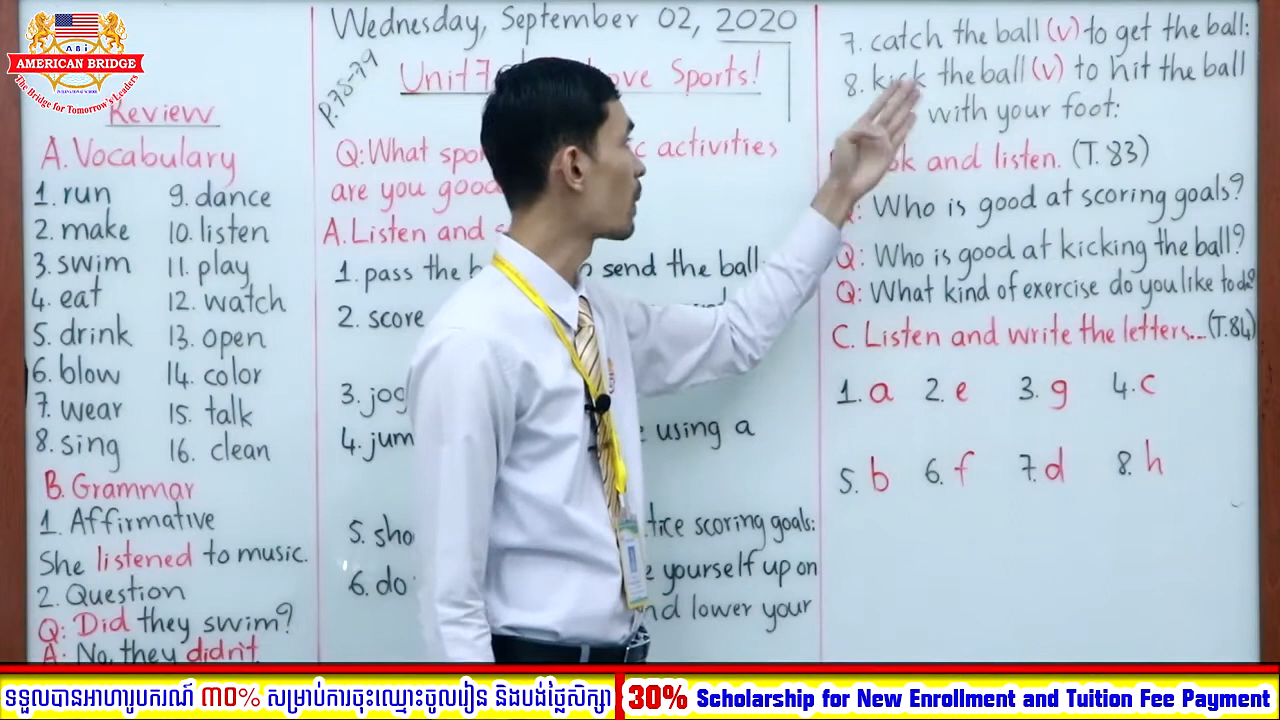 ABi
AMERICAN BRIDGE
INTERNATIONAL SCHOOL
The Bridge for Tomorrow's Leaders
Review
A. Vocabulary
1. run 9. dance
2. make 10. listen
3. swim 11. play
4. eat 12. watch
5. drink 13. open
6. blow 14. color
7. wear 15. talk
8. sing 16. clean
B. Grammar
1. Affirmative
She listened to music.
2. Question
Q: Did they swim?
A: No, they didn't.
Wednesday, September 02, 2020
P.78-79
Unit 7 Sports!
Q: What activities
are you good
A. Listen and
1. pass the send the ball
2. score
3.
4. using a
5. scoring goals:
6. do yourself up on
lower your
7. catch the ball (v) to get the ball:
8. kick the ball (v) to hit the ball
with your foot:
and listen. (T. 83)
Q: Who is good at scoring goals?
Q: Who is good at kicking the ball?
Q: What kind of exercise do you like to do?
C. Listen and write the letters... (T.84)
1. a 2. e 3. g 4. c
5. b 6. f 7. d 8. h
ទទួលបានអាហារូបករណ៍ ៣០% សម្រាប់ការចុះឈ្មោះចូលរៀន និងបង់ថ្លៃសិក្សា
30% Scholarship for New Enrollment and Tuition Fee Payment